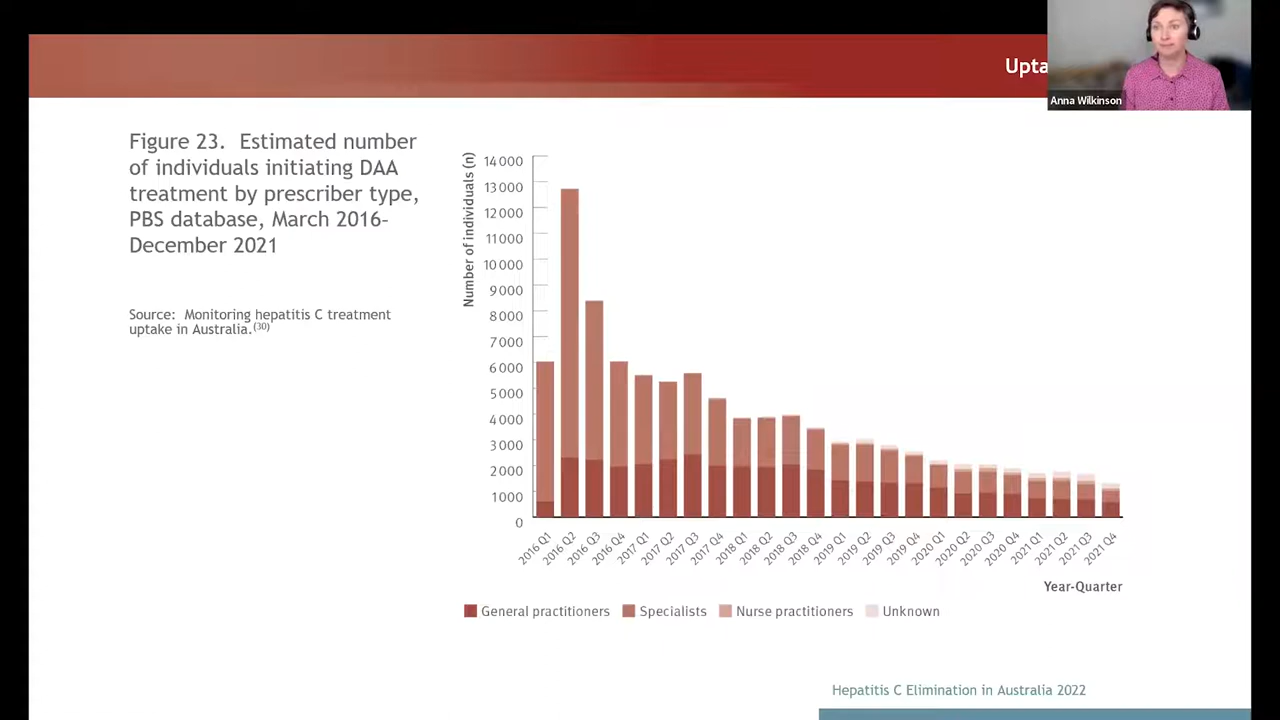 Upta
Anna Wilkinson
Figure 23. Estimated number
of individuals initiating DAA
treatment by prescriber type,
PBS database, March 2016–
December 2021
Source: Monitoring hepatitis C treatment
uptake in Australia.(30)
Number of individuals (n)
14 000
13 000
12 000
11 000
10 000
9 000
8 000
7 000
6 000
5 000
4 000
3 000
2 000
1 000
0
2016 Q1
2016 Q2
2016 Q3
2016 Q4
2017 Q1
2017 Q2
2017 Q3
2017 Q4
2018 Q1
2018 Q2
2018 Q3
2018 Q4
2019 Q1
2019 Q2
2019 Q3
2019 Q4
2020 Q1
2020 Q2
2020 Q3
2020 Q4
2021 Q1
2021 Q2
2021 Q3
2021 Q4
Year-Quarter
General practitioners Specialists Nurse practitioners Unknown
Hepatitis C Elimination in Australia 2022